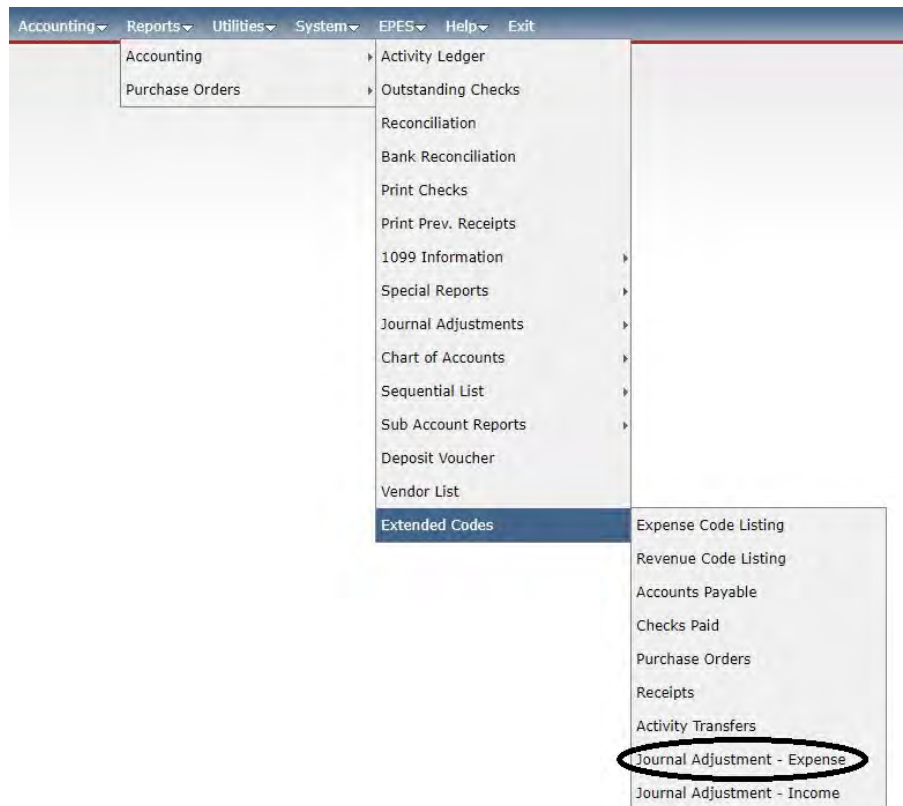 Accounting Reports Utilities System EPES Help Exit
Accounting
Purchase Orders
Activity Ledger
Outstanding Checks
Reconciliation
Bank Reconciliation
Print Checks
Print Prev. Receipts
1099 Information
Special Reports
Journal Adjustments
Chart of Accounts
Sequential List
Sub Account Reports
Deposit Voucher
Vendor List
Extended Codes
Expense Code Listing
Revenue Code Listing
Accounts Payable
Checks Paid
Purchase Orders
Receipts
Activity Transfers
Journal Adjustment - Expense
Journal Adjustment - Income